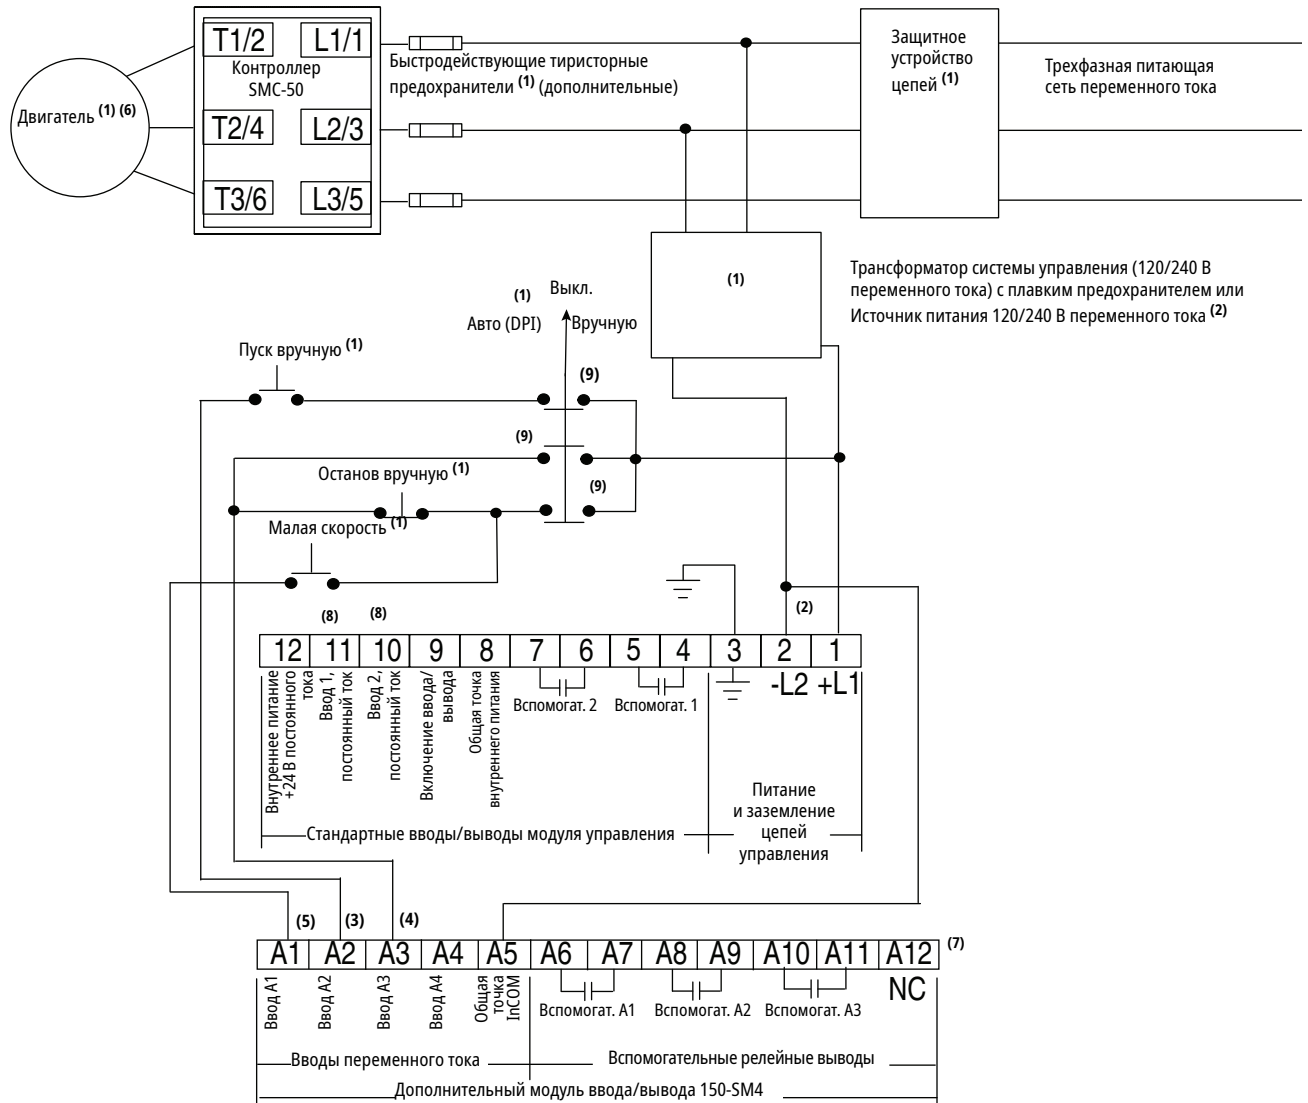 T1/2
L1/1
Контроллер
SMC-50
T2/4
L2/3
T3/6
L3/5
Двигатель (1) (6)
Быстродействующие тиристорные
предохранители (1) (дополнительные)
Защитное
устройство
цепей (1)
Трехфазная питающая
сеть переменного тока
(1)
Трансформатор системы управления (120/240 В
переменного тока) с плавким предохранителем или
Источник питания 120/240 В переменного тока (2)
(1)
Выкл.
Авто (DPI)
Вручную
Пуск вручную (1)
(9)
(9)
Останов вручную (1)
(9)
Малая скорость (1)
(8)
(8)
(2)
12
11
10
9
8
7
6
5
4
3
2
1
-L2
+L1
Внутреннее питание
+24 В постоянного
тока
Ввод 1,
постоянный ток
Ввод 2,
постоянный ток
Включение ввода/
вывода
Общая точка
внутреннего питания
Вспомогат. 2
Вспомогат. 1
Стандартные вводы/выводы модуля управления
Питание
и заземление
цепей
управления
(5)
(3)
(4)
(7)
A1
A2
A3
A4
A5
A6
A7
A8
A9
A10
A11
A12
Ввод A1
Ввод A2
Ввод A3
Ввод A4
Общая
точка
InCOM
Вспомогат. A1
Вспомогат. A2
Вспомогат. A3
NC
Вводы переменного тока
Вспомогательные релейные выводы
Дополнительный модуль ввода/вывода 150-SM4